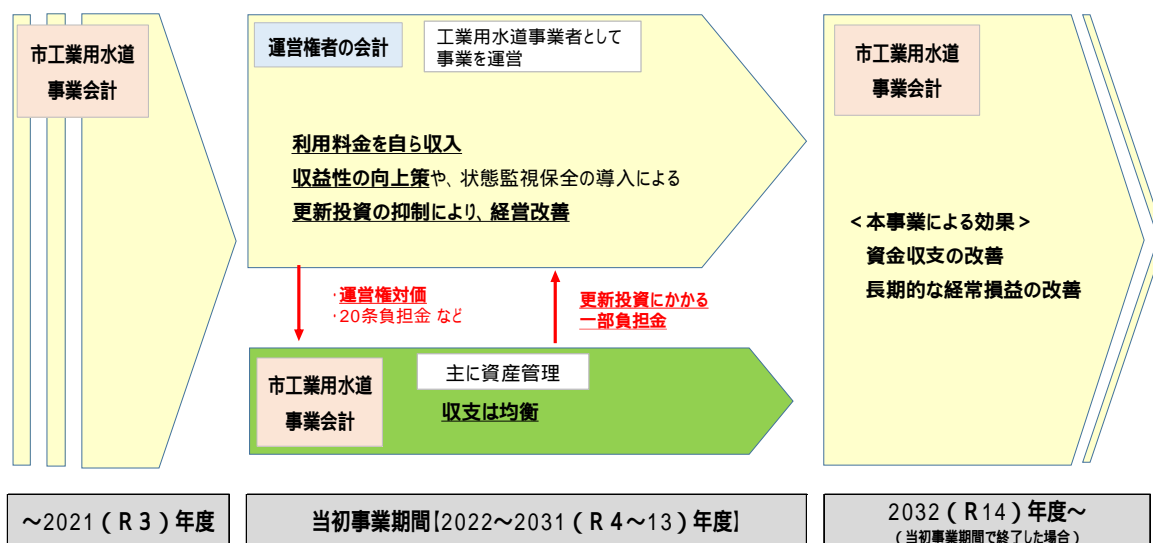 市工業用水道
事業会計
運営権者の会計
工業用水道事業者として
事業を運営
利用料金を自ら収入
収益性の向上策や、状態監視保全の導入による
更新投資の抑制により、経営改善
・運営権対価
・20条負担金 など
更新投資にかかる
一部負担金
市工業用水道
事業会計
主に資産管理
収支は均衡
市工業用水道
事業会計
<本事業による効果>
資金収支の改善
長期的な経常損益の改善
～2021(R3)年度
当初事業期間【2022～2031(R4～13)年度】
2032(R14)年度～
(当初事業期間で終了した場合)